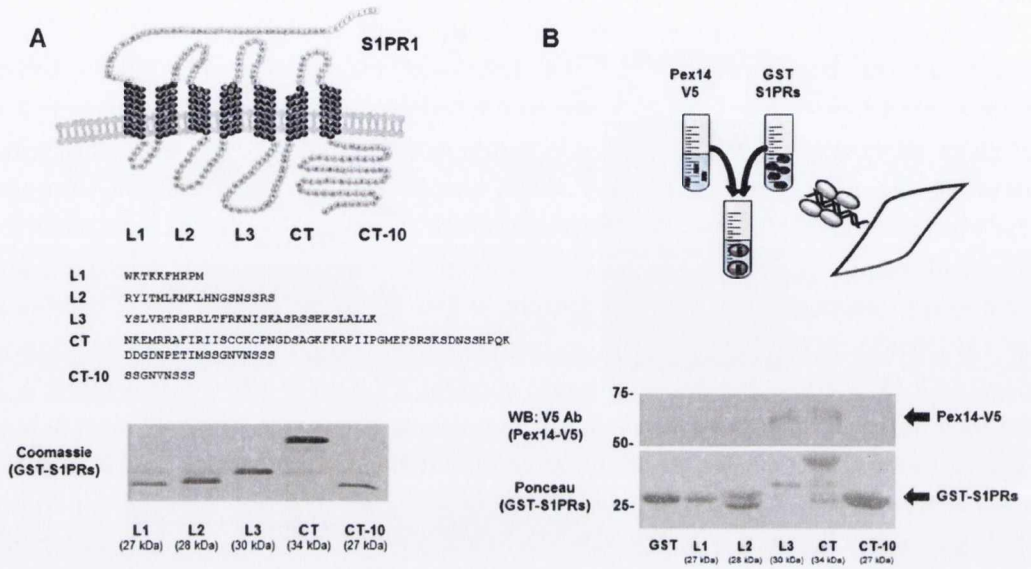 A
S1PR1
L1 L2 L3 CT CT-10
L1 WKTKKFHRPM
L2 RYITMLKMKLHNGSNSSRS
L3 YSLVRTRSRRLTFRKNISKASRSSEKSLALLK
CT NKEMRRAFIRIISCCKCPNGDSAGKFKRPIIPGMEFSRSKSDNSSHPQK
DDGDNPETIMSSGNVNSSS
CT-10 SSGNVNSSS
Coomassie
(GST-S1PRs)
L1 L2 L3 CT CT-10
(27 kDa) (28 kDa) (30 kDa) (34 kDa) (27 kDa)
B
Pex14 GST
V5 S1PRs
75-
WB: V5 Ab
(Pex14-V5)
Pex14-V5
50-
Ponceau
(GST-S1PRs)
GST-S1PRs
25-
GST L1 L2 L3 CT CT-10
(27 kDa) (28 kDa) (30 kDa) (34 kDa) (27 kDa)